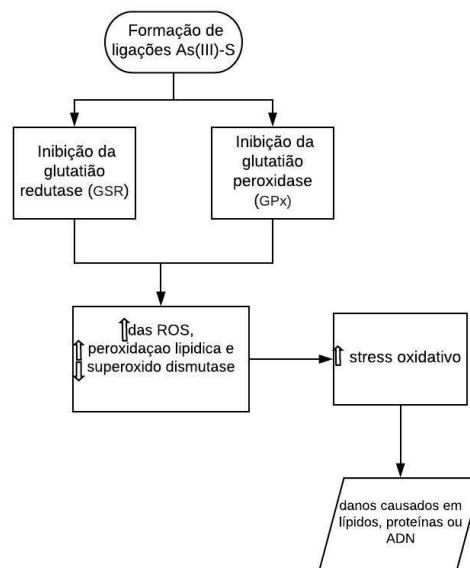 Formação de
ligações As(III)-S
Inibição da
glutatião
redutase (GSR)
Inibição da
glutatião
peroxidase
(GPx)
⇑das ROS,
⇑ peroxidaçao lipidica e
⇓ superoxido dismutase
⇑ stress oxidativo
danos causados em
lípidos, proteínas ou
ADN